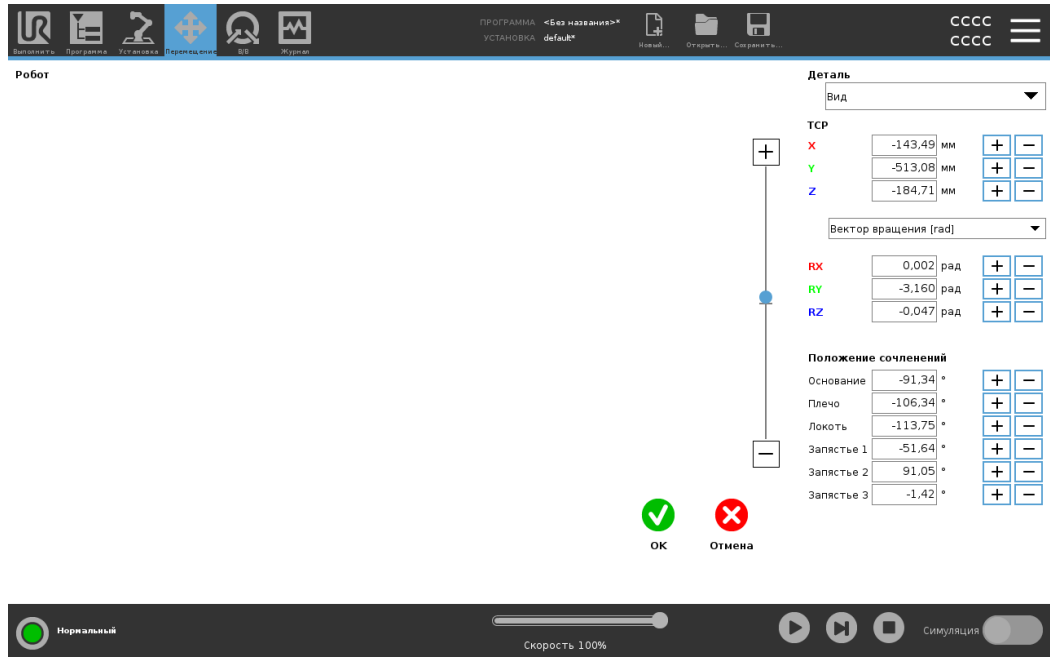 ПРОГРАММА <Без названия>*
УСТАНОВКА default*
CCCC
CCCC
Выполнить Программа Установка Перемещение В/В Журнал
Новый... Открыть... Сохранить...
Робот
Деталь
Вид
TCP
X -143,49 мм
Y -513,08 мм
Z -184,71 мм
Вектор вращения [rad]
RX 0,002 рад
RY -3,160 рад
RZ -0,047 рад
Положение сочленений
Основание -91,34 °
Плечо -106,34 °
Локоть -113,75 °
Запястье 1 -51,64 °
Запястье 2 91,05 °
Запястье 3 -1,42 °
OK Отмена
Нормальный
Скорость 100%
Симуляция